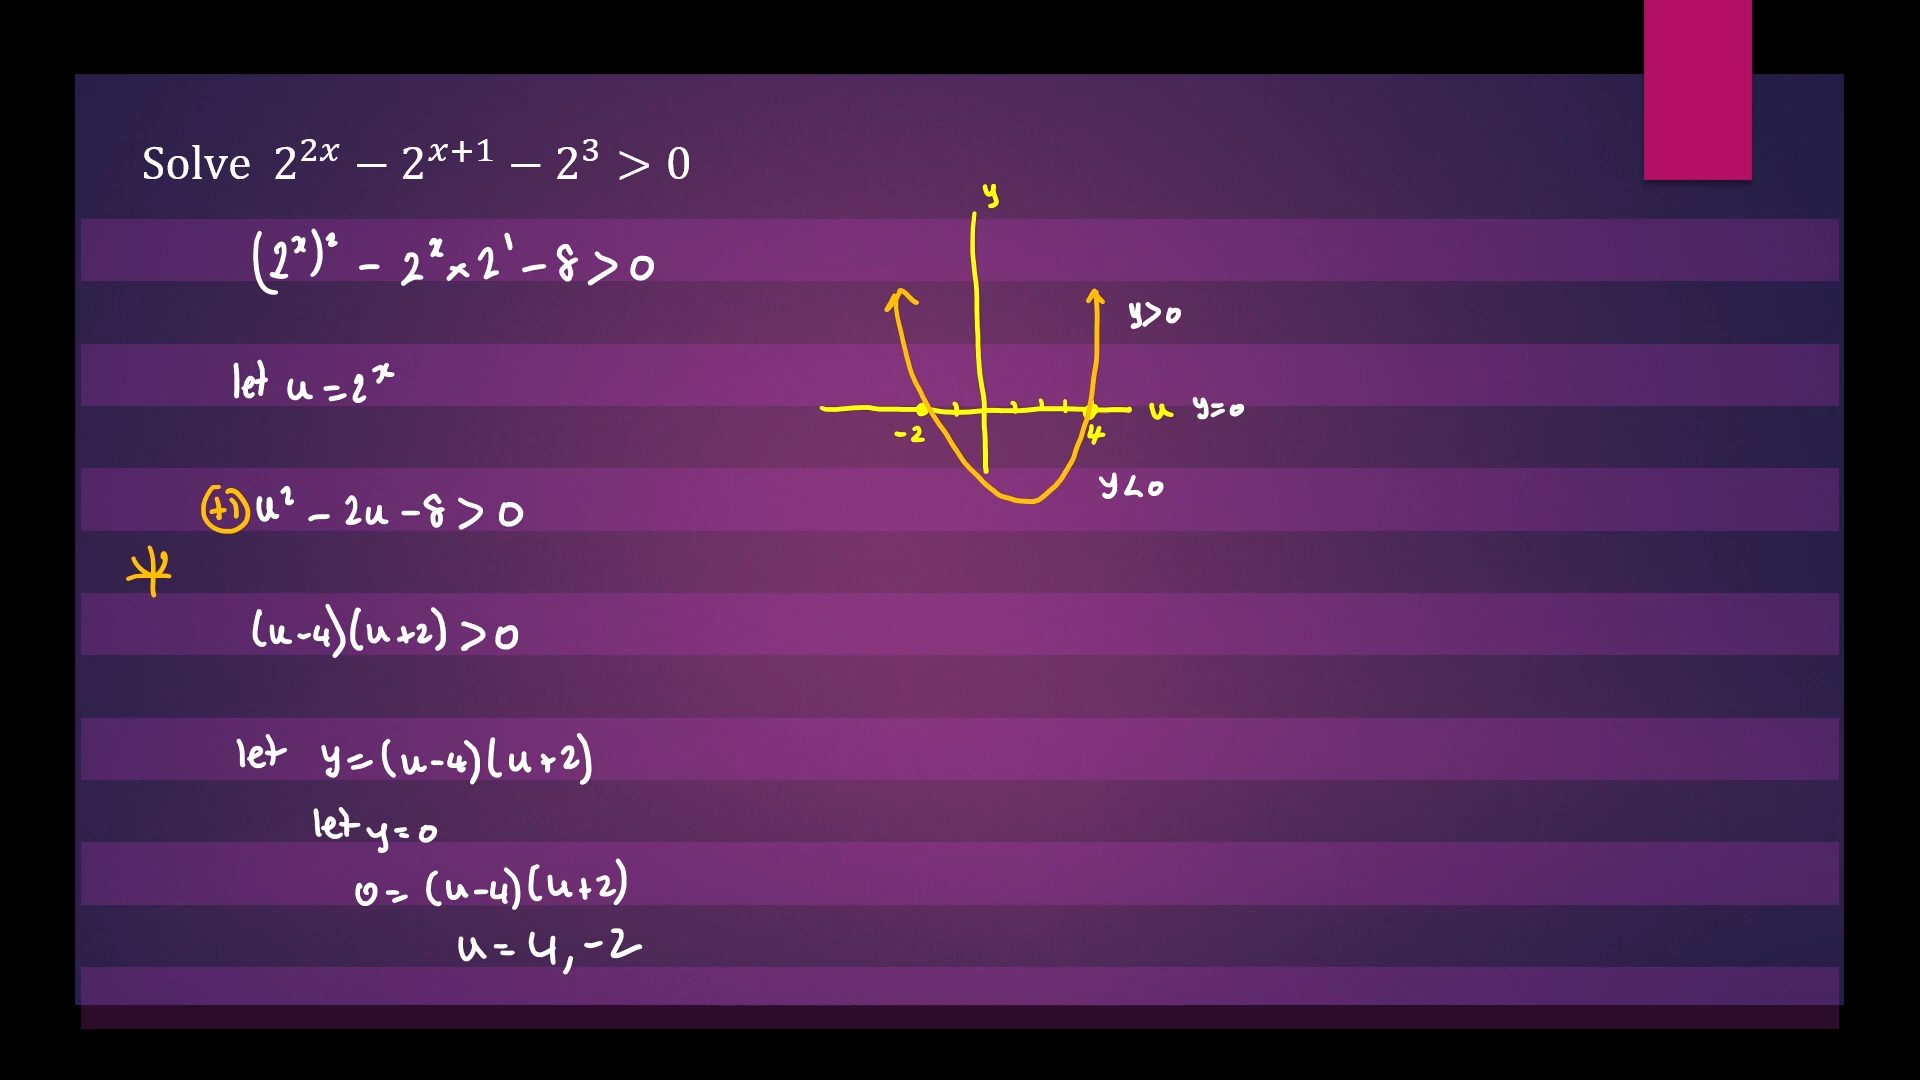 Solve 2^{2x} − 2^{x+1} − 2^3 > 0
(2^x)^2 − 2^x × 2^1 − 8 > 0
let u = 2^x
(+1) u^2 − 2u − 8 > 0
(u−4)(u+2) > 0
let y = (u−4)(u+2)
let y = 0
0 = (u−4)(u+2)
u = 4, −2
y
y>0
u y=0
−2 4
y<0